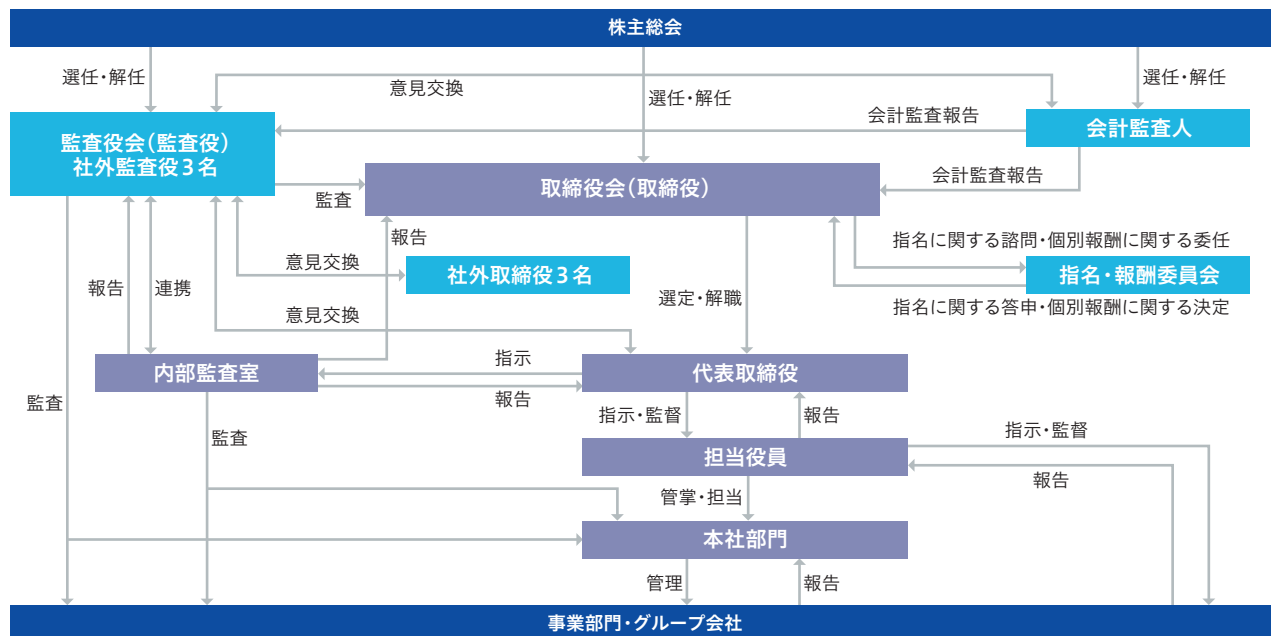 株主総会
選任・解任
意見交換
選任・解任
選任・解任
会計監査報告
監査役会（監査役）
社外監査役３名
会計監査人
監査
取締役会（取締役）
会計監査報告
報告
指名に関する諮問・個別報酬に関する委任
意見交換
社外取締役３名
指名・報酬委員会
報告
連携
選定・解職
意見交換
指名に関する答申・個別報酬に関する決定
内部監査室
指示
代表取締役
報告
監査
指示・監督
報告
監査
担当役員
指示・監督
報告
管掌・担当
本社部門
管理
報告
事業部門・グループ会社